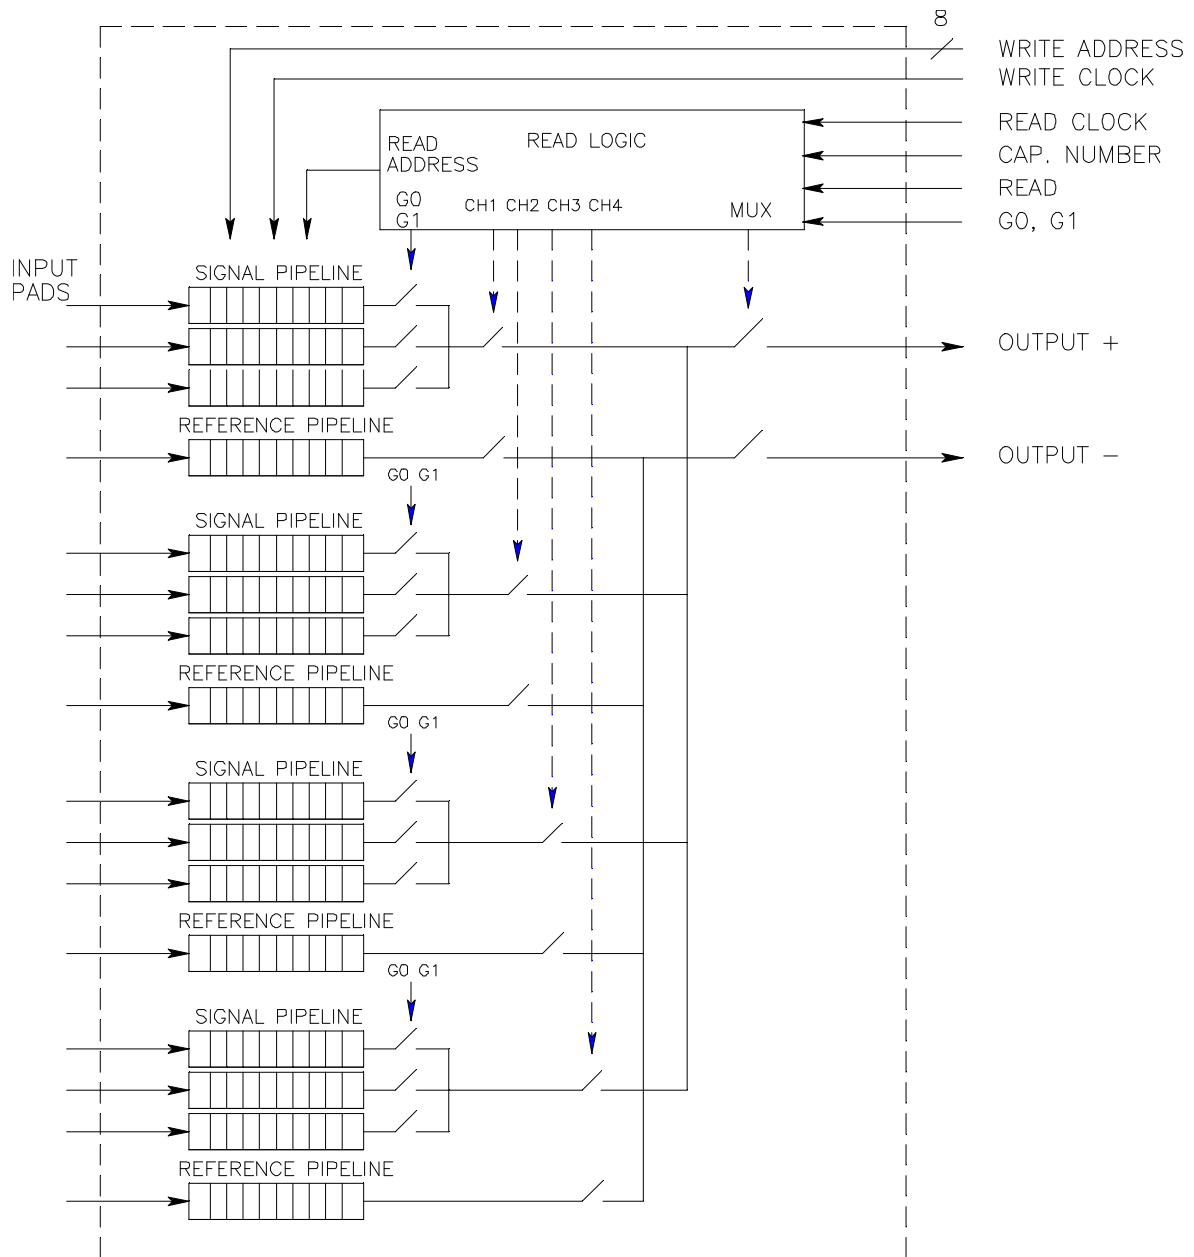 8
WRITE ADDRESS
WRITE CLOCK
READ CLOCK
CAP. NUMBER
READ
G0, G1
READ LOGIC
READ
ADDRESS
G0
G1
CH1 CH2 CH3 CH4
MUX
INPUT
PADS
SIGNAL PIPELINE
OUTPUT +
REFERENCE PIPELINE
OUTPUT −
G0 G1
SIGNAL PIPELINE
REFERENCE PIPELINE
G0 G1
SIGNAL PIPELINE
REFERENCE PIPELINE
G0 G1
SIGNAL PIPELINE
REFERENCE PIPELINE